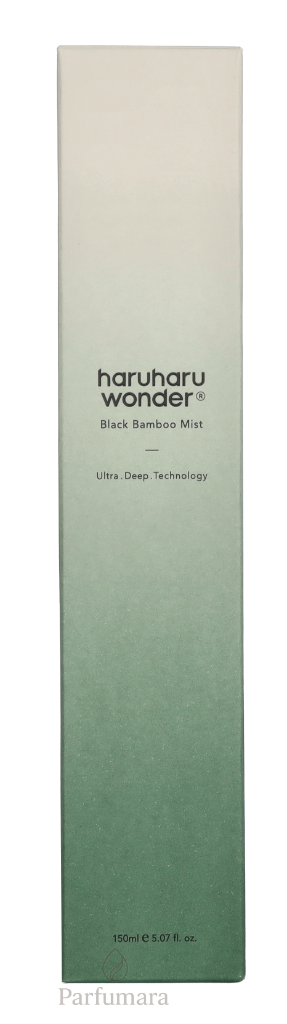 haruharu
wonder®
Black Bamboo Mist
—
Ultra.Deep.Technology
150ml ℮ 5.07 fl. oz.
Parfumara